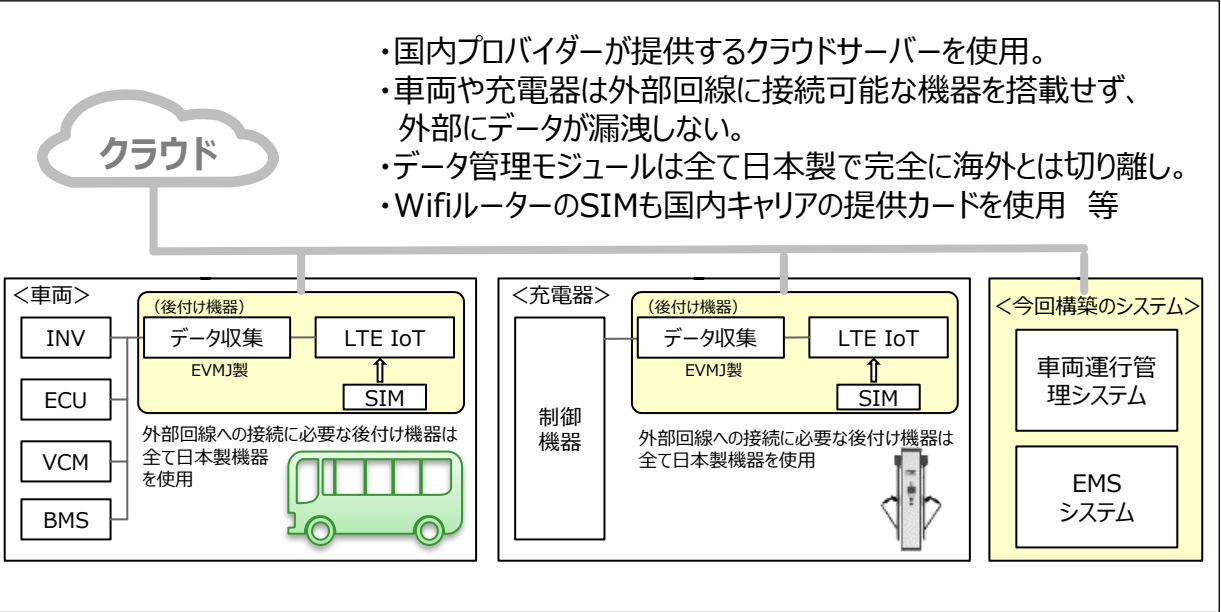 ・国内プロバイダーが提供するクラウドサーバーを使用。
・車両や充電器は外部回線に接続可能な機器を搭載せず、
外部にデータが漏洩しない。
・データ管理モジュールは全て日本製で完全に海外とは切り離し。
・WifiルーターのSIMも国内キャリアの提供カードを使用　等
クラウド
＜車両＞
INV
ECU
VCM
BMS
（後付け機器）
データ収集
EVMJ製
LTE IoT
SIM
外部回線への接続に必要な後付け機器は
全て日本製機器
を使用
＜充電器＞
制御
機器
（後付け機器）
データ収集
EVMJ製
LTE IoT
SIM
外部回線への接続に必要な後付け機器は
全て日本製機器を使用
＜今回構築のシステム＞
車両運行管
理システム
EMS
システム